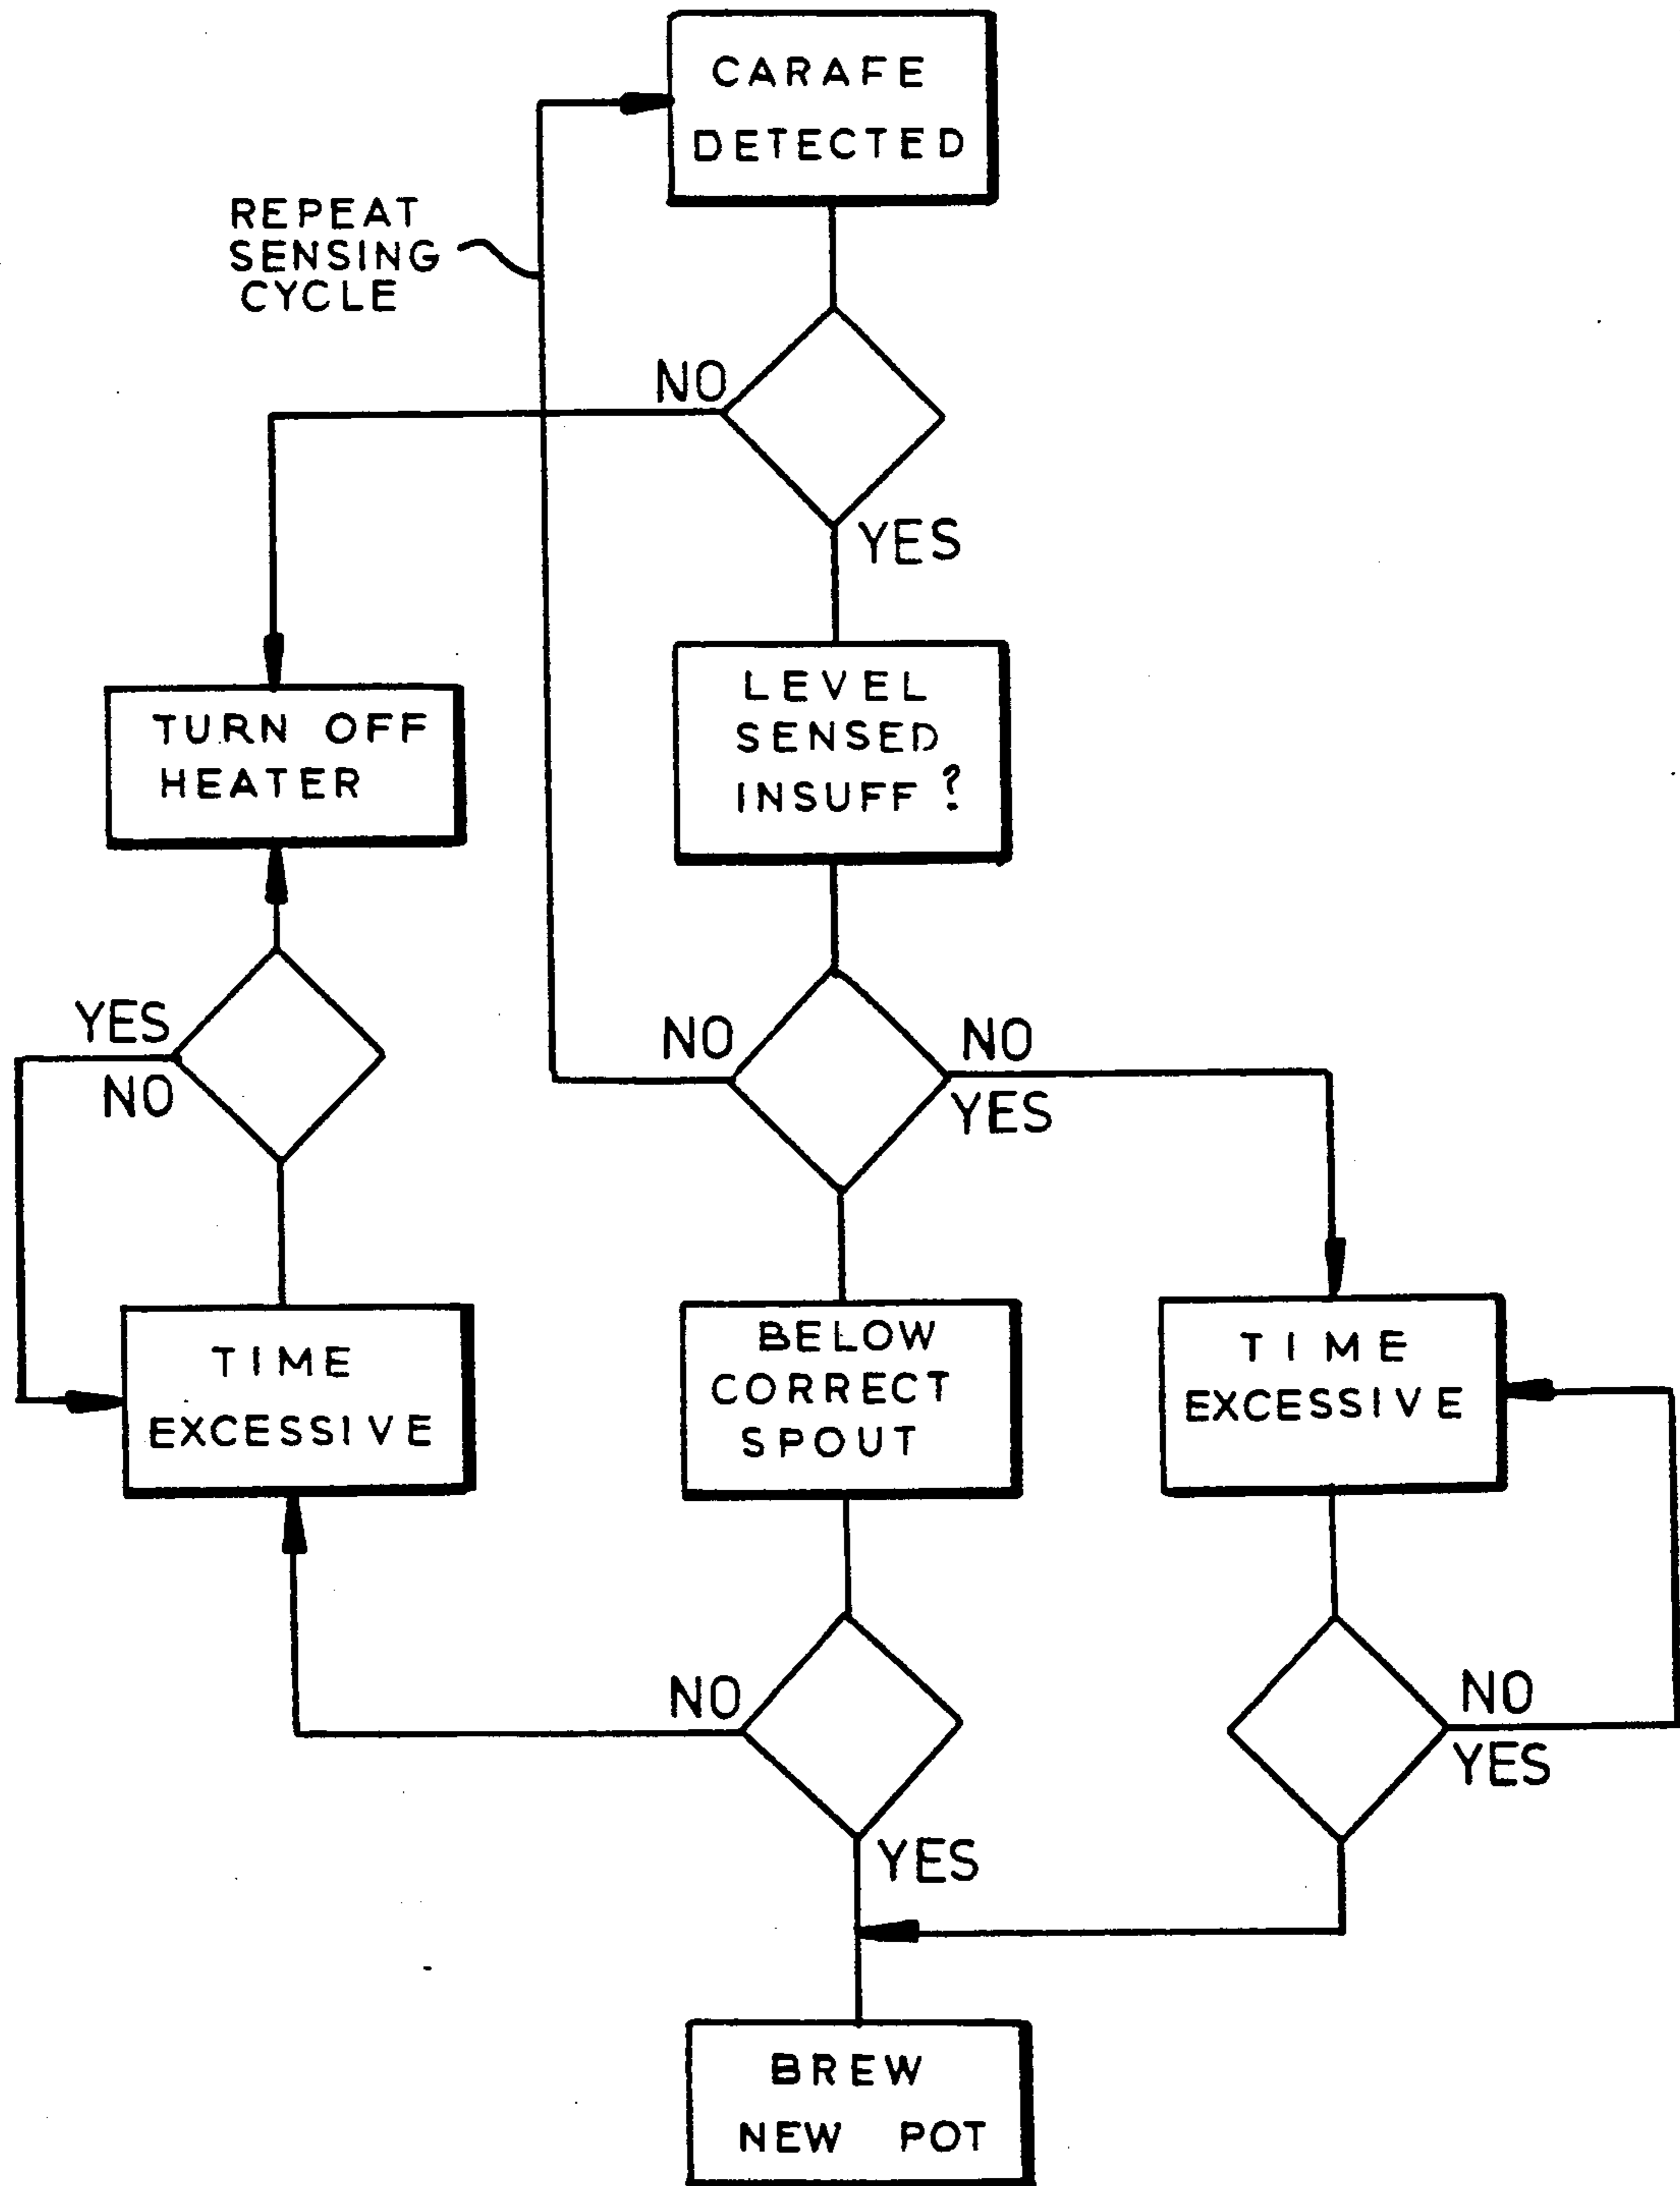 CARAFE
DETECTED
REPEAT
SENSING
CYCLE
NO
YES
LEVEL
SENSED
INSUFF ?
TURN OFF
HEATER
YES
NO
NO
NO
YES
TIME
EXCESSIVE
BELOW
CORRECT
SPOUT
TIME
EXCESSIVE
NO
YES
NO
YES
BREW
NEW POT